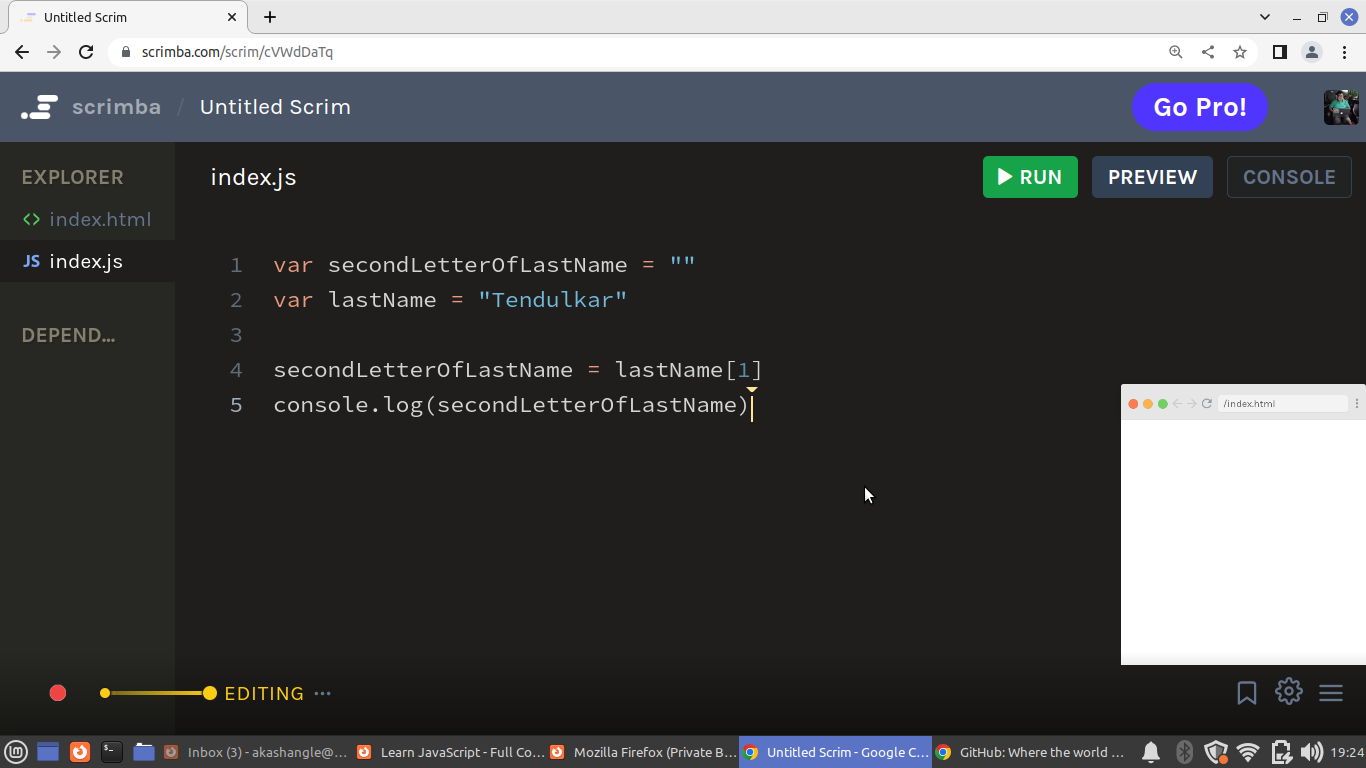 Untitled Scrim
scrimba.com/scrim/cVWdDaTq
scrimba / Untitled Scrim
Go Pro!
EXPLORER
index.html
JS index.js
DEPEND...
index.js
RUN
PREVIEW
CONSOLE
1 var secondLetterOfLastName = ""
2 var lastName = "Tendulkar"
3
4 secondLetterOfLastName = lastName[1]
5 console.log(secondLetterOfLastName)
/index.html
EDITING
Inbox (3) - akashangle@...
Learn JavaScript - Full Co...
Mozilla Firefox (Private B...
Untitled Scrim - Google C...
GitHub: Where the world ...
19:24